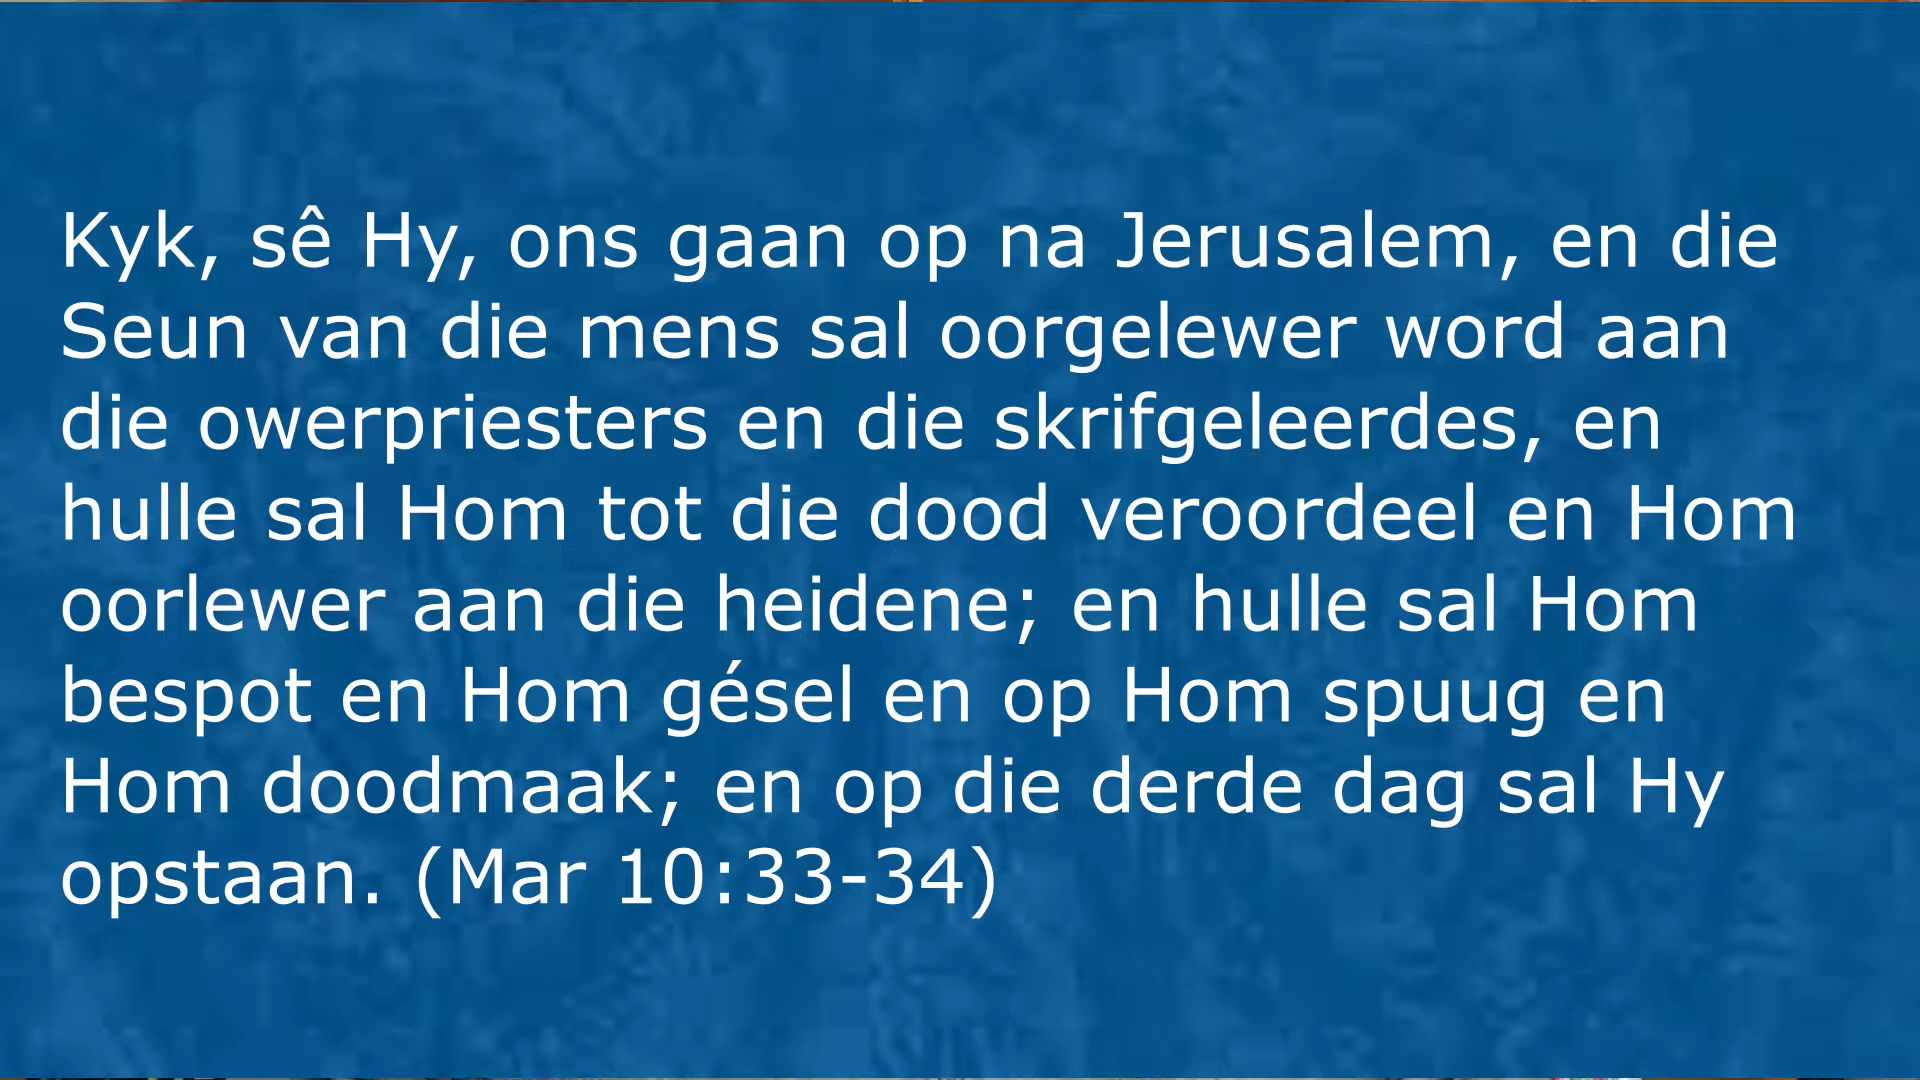 Kyk, sê Hy, ons gaan op na Jerusalem, en die
Seun van die mens sal oorgelewer word aan
die owerpriesters en die skrifgeleerdes, en
hulle sal Hom tot die dood veroordeel en Hom
oorlewer aan die heidene; en hulle sal Hom
bespot en Hom gésel en op Hom spuug en
Hom doodmaak; en op die derde dag sal Hy
opstaan. (Mar 10:33-34)